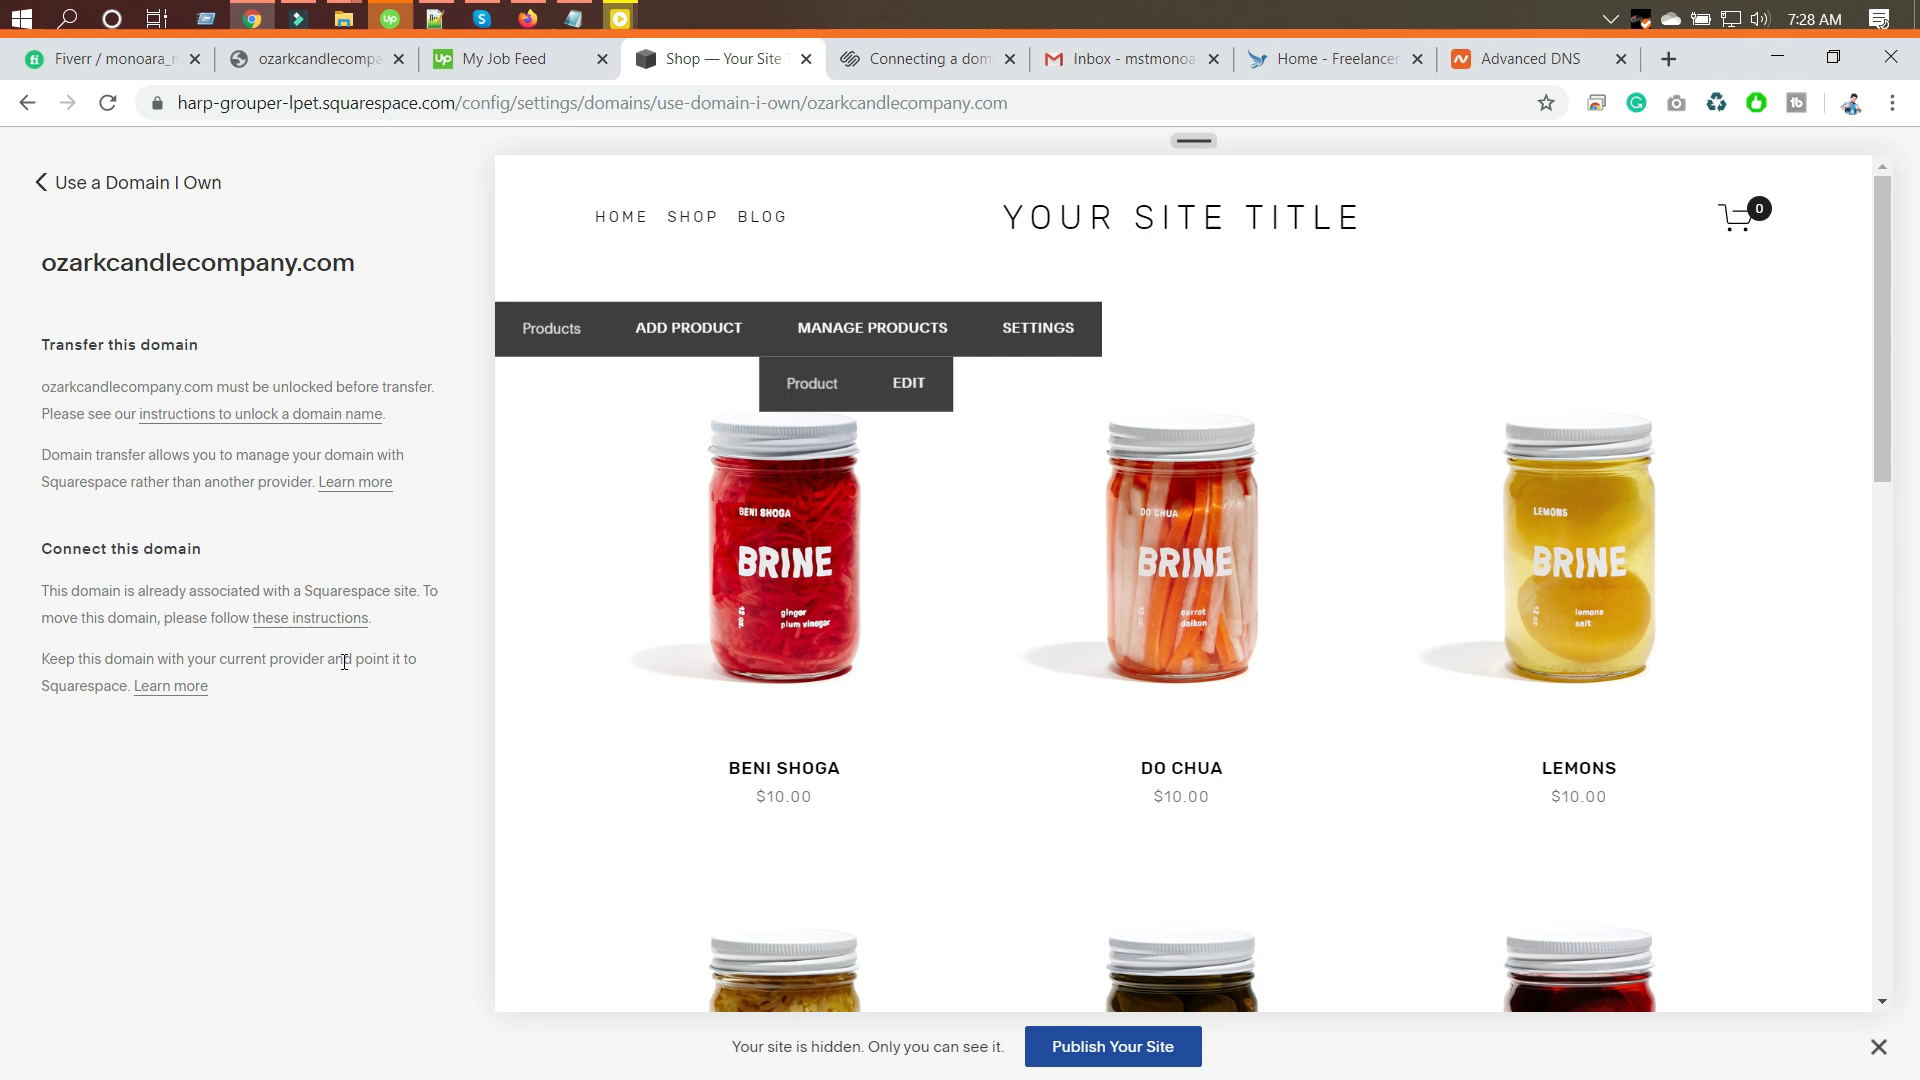 7:28 AM
Fiverr / monoara_
ozarkcandlecompa
My Job Feed
Shop — Your Site
Connecting a dom
Inbox - mstmonoa
Home - Freelancer
Advanced DNS
harp-grouper-lpet.squarespace.com/config/settings/domains/use-domain-i-own/ozarkcandlecompany.com
Use a Domain I Own
ozarkcandlecompany.com
Transfer this domain
ozarkcandlecompany.com must be unlocked before transfer.
Please see our instructions to unlock a domain name.
Domain transfer allows you to manage your domain with
Squarespace rather than another provider. Learn more
Connect this domain
This domain is already associated with a Squarespace site. To
move this domain, please follow these instructions.
Keep this domain with your current provider and point it to
Squarespace. Learn more
HOME SHOP BLOG
YOUR SITE TITLE
0
Products ADD PRODUCT MANAGE PRODUCTS SETTINGS
Product EDIT
BENI SHOGA
BRINE
12 oz.
ginger
plum vinegar
DO CHUA
BRINE
12 oz.
carrot
daikon
LEMONS
BRINE
12 oz.
lemons
salt
BENI SHOGA
$10.00
DO CHUA
$10.00
LEMONS
$10.00
Your site is hidden. Only you can see it.
Publish Your Site